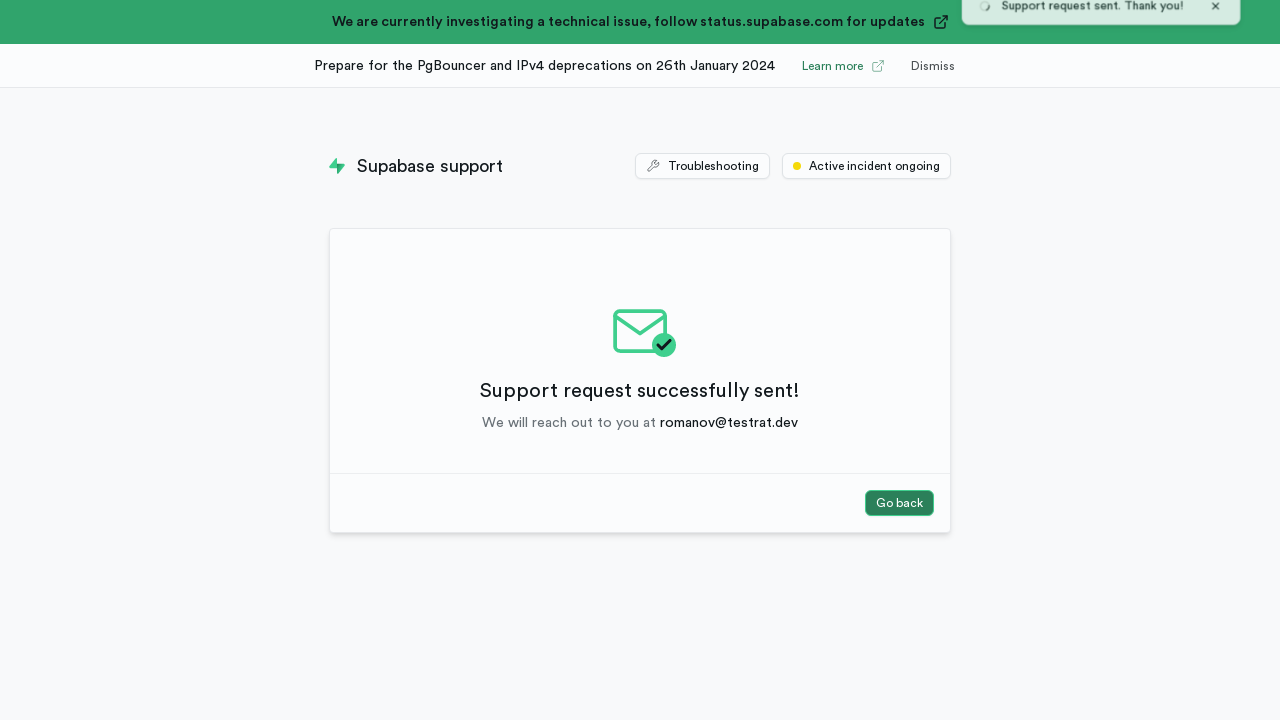 We are currently investigating a technical issue, follow status.supabase.com for updates
Support request sent. Thank you!
Prepare for the PgBouncer and IPv4 deprecations on 26th January 2024
Learn more
Dismiss
Supabase support
Troubleshooting
Active incident ongoing
Support request successfully sent!
We will reach out to you at romanov@testrat.dev
Go back